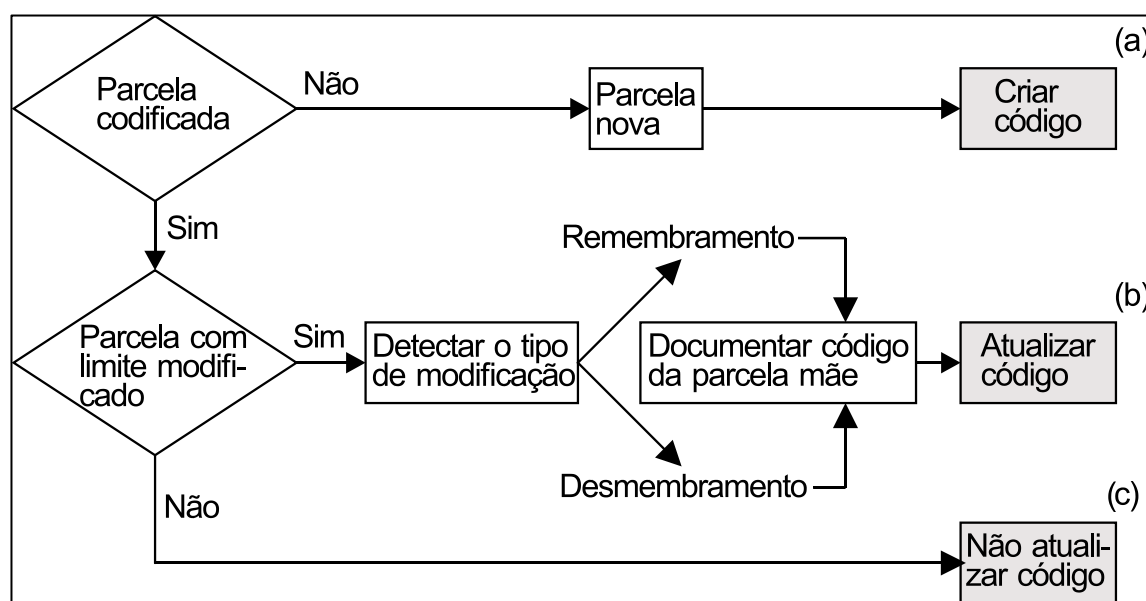 (a)
Parcela
codificada
Não
Parcela
nova
Criar
código
Sim
Remembramento
(b)
Parcela com
limite modifi-
cado
Sim
Detectar o tipo
de modificação
Documentar código
da parcela mãe
Atualizar
código
Desmembramento
Não
(c)
Não atuali-
zar código